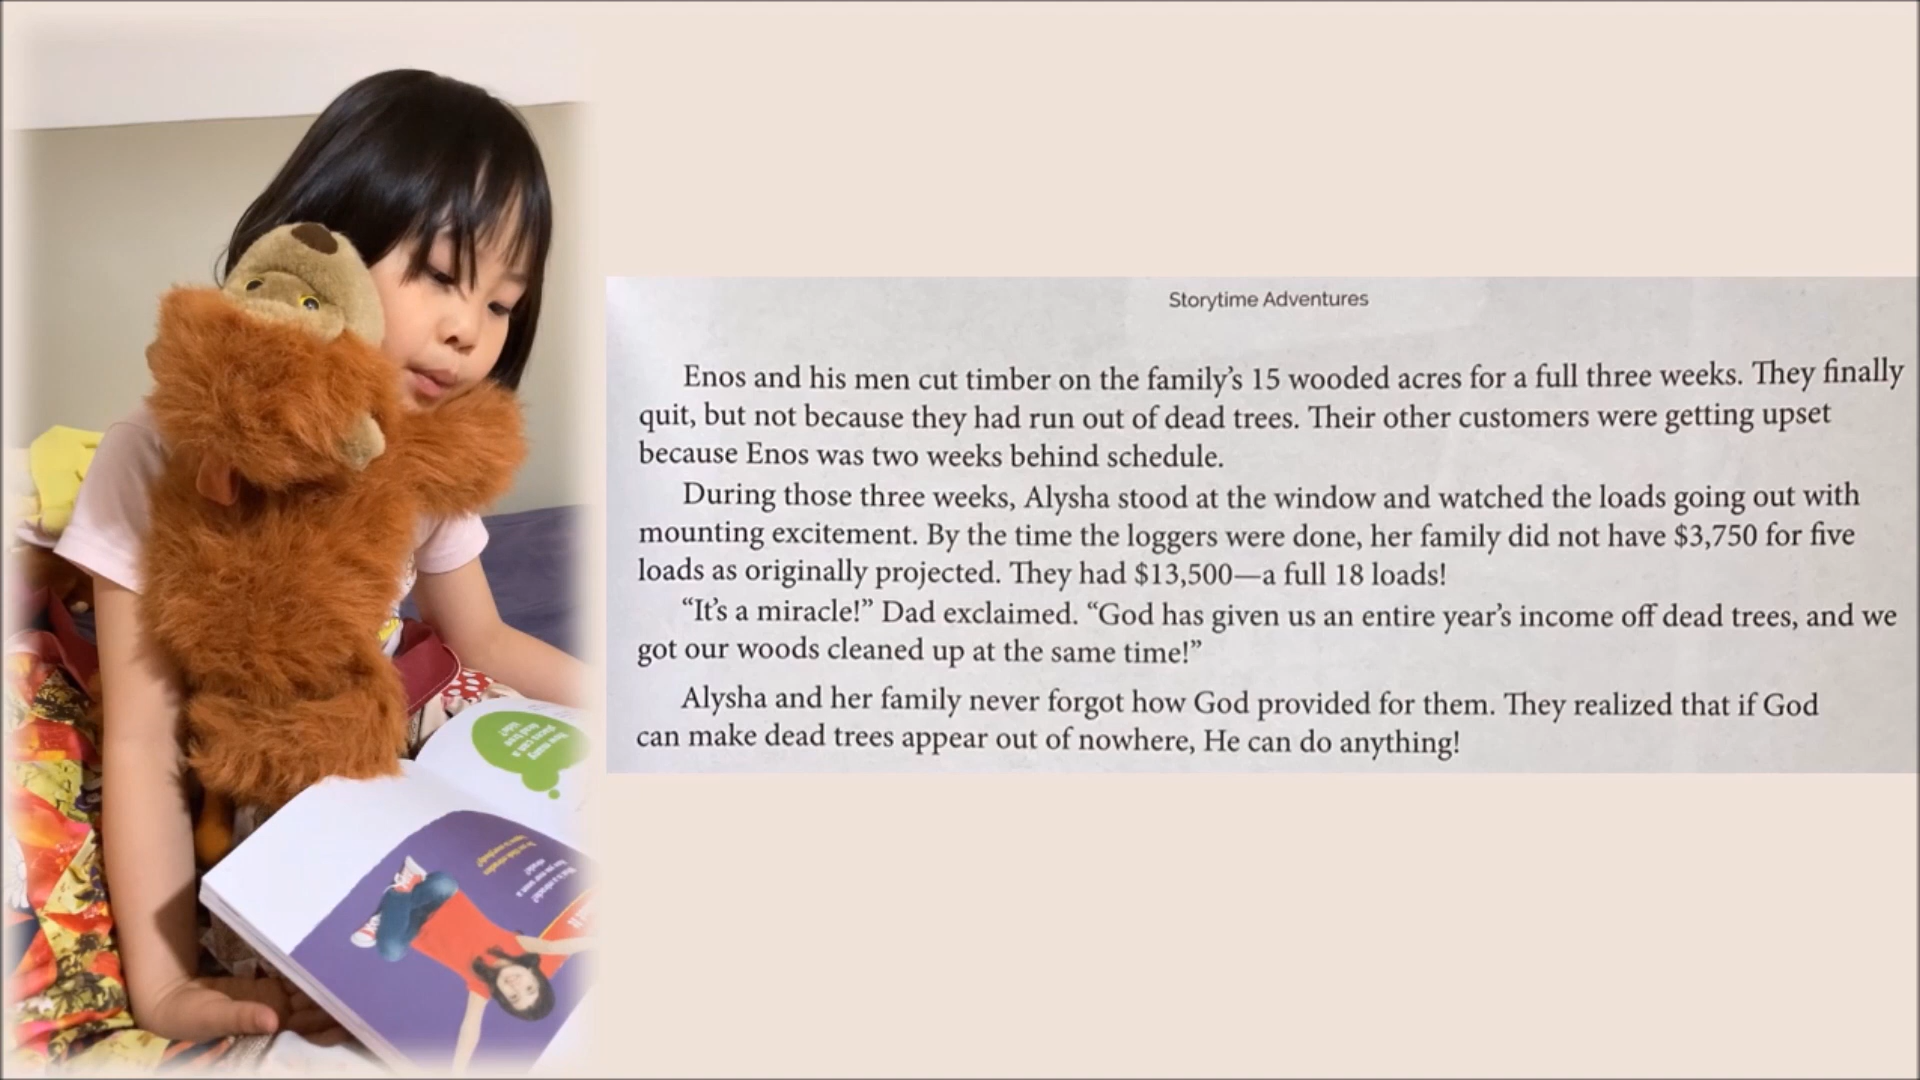 Storytime Adventures
Enos and his men cut timber on the family’s 15 wooded acres for a full three weeks. They finally
quit, but not because they had run out of dead trees. Their other customers were getting upset
because Enos was two weeks behind schedule.
During those three weeks, Alysha stood at the window and watched the loads going out with
mounting excitement. By the time the loggers were done, her family did not have $3,750 for five
loads as originally projected. They had $13,500—a full 18 loads!
“It’s a miracle!” Dad exclaimed. “God has given us an entire year’s income off dead trees, and we
got our woods cleaned up at the same time!”
Alysha and her family never forgot how God provided for them. They realized that if God
can make dead trees appear out of nowhere, He can do anything!